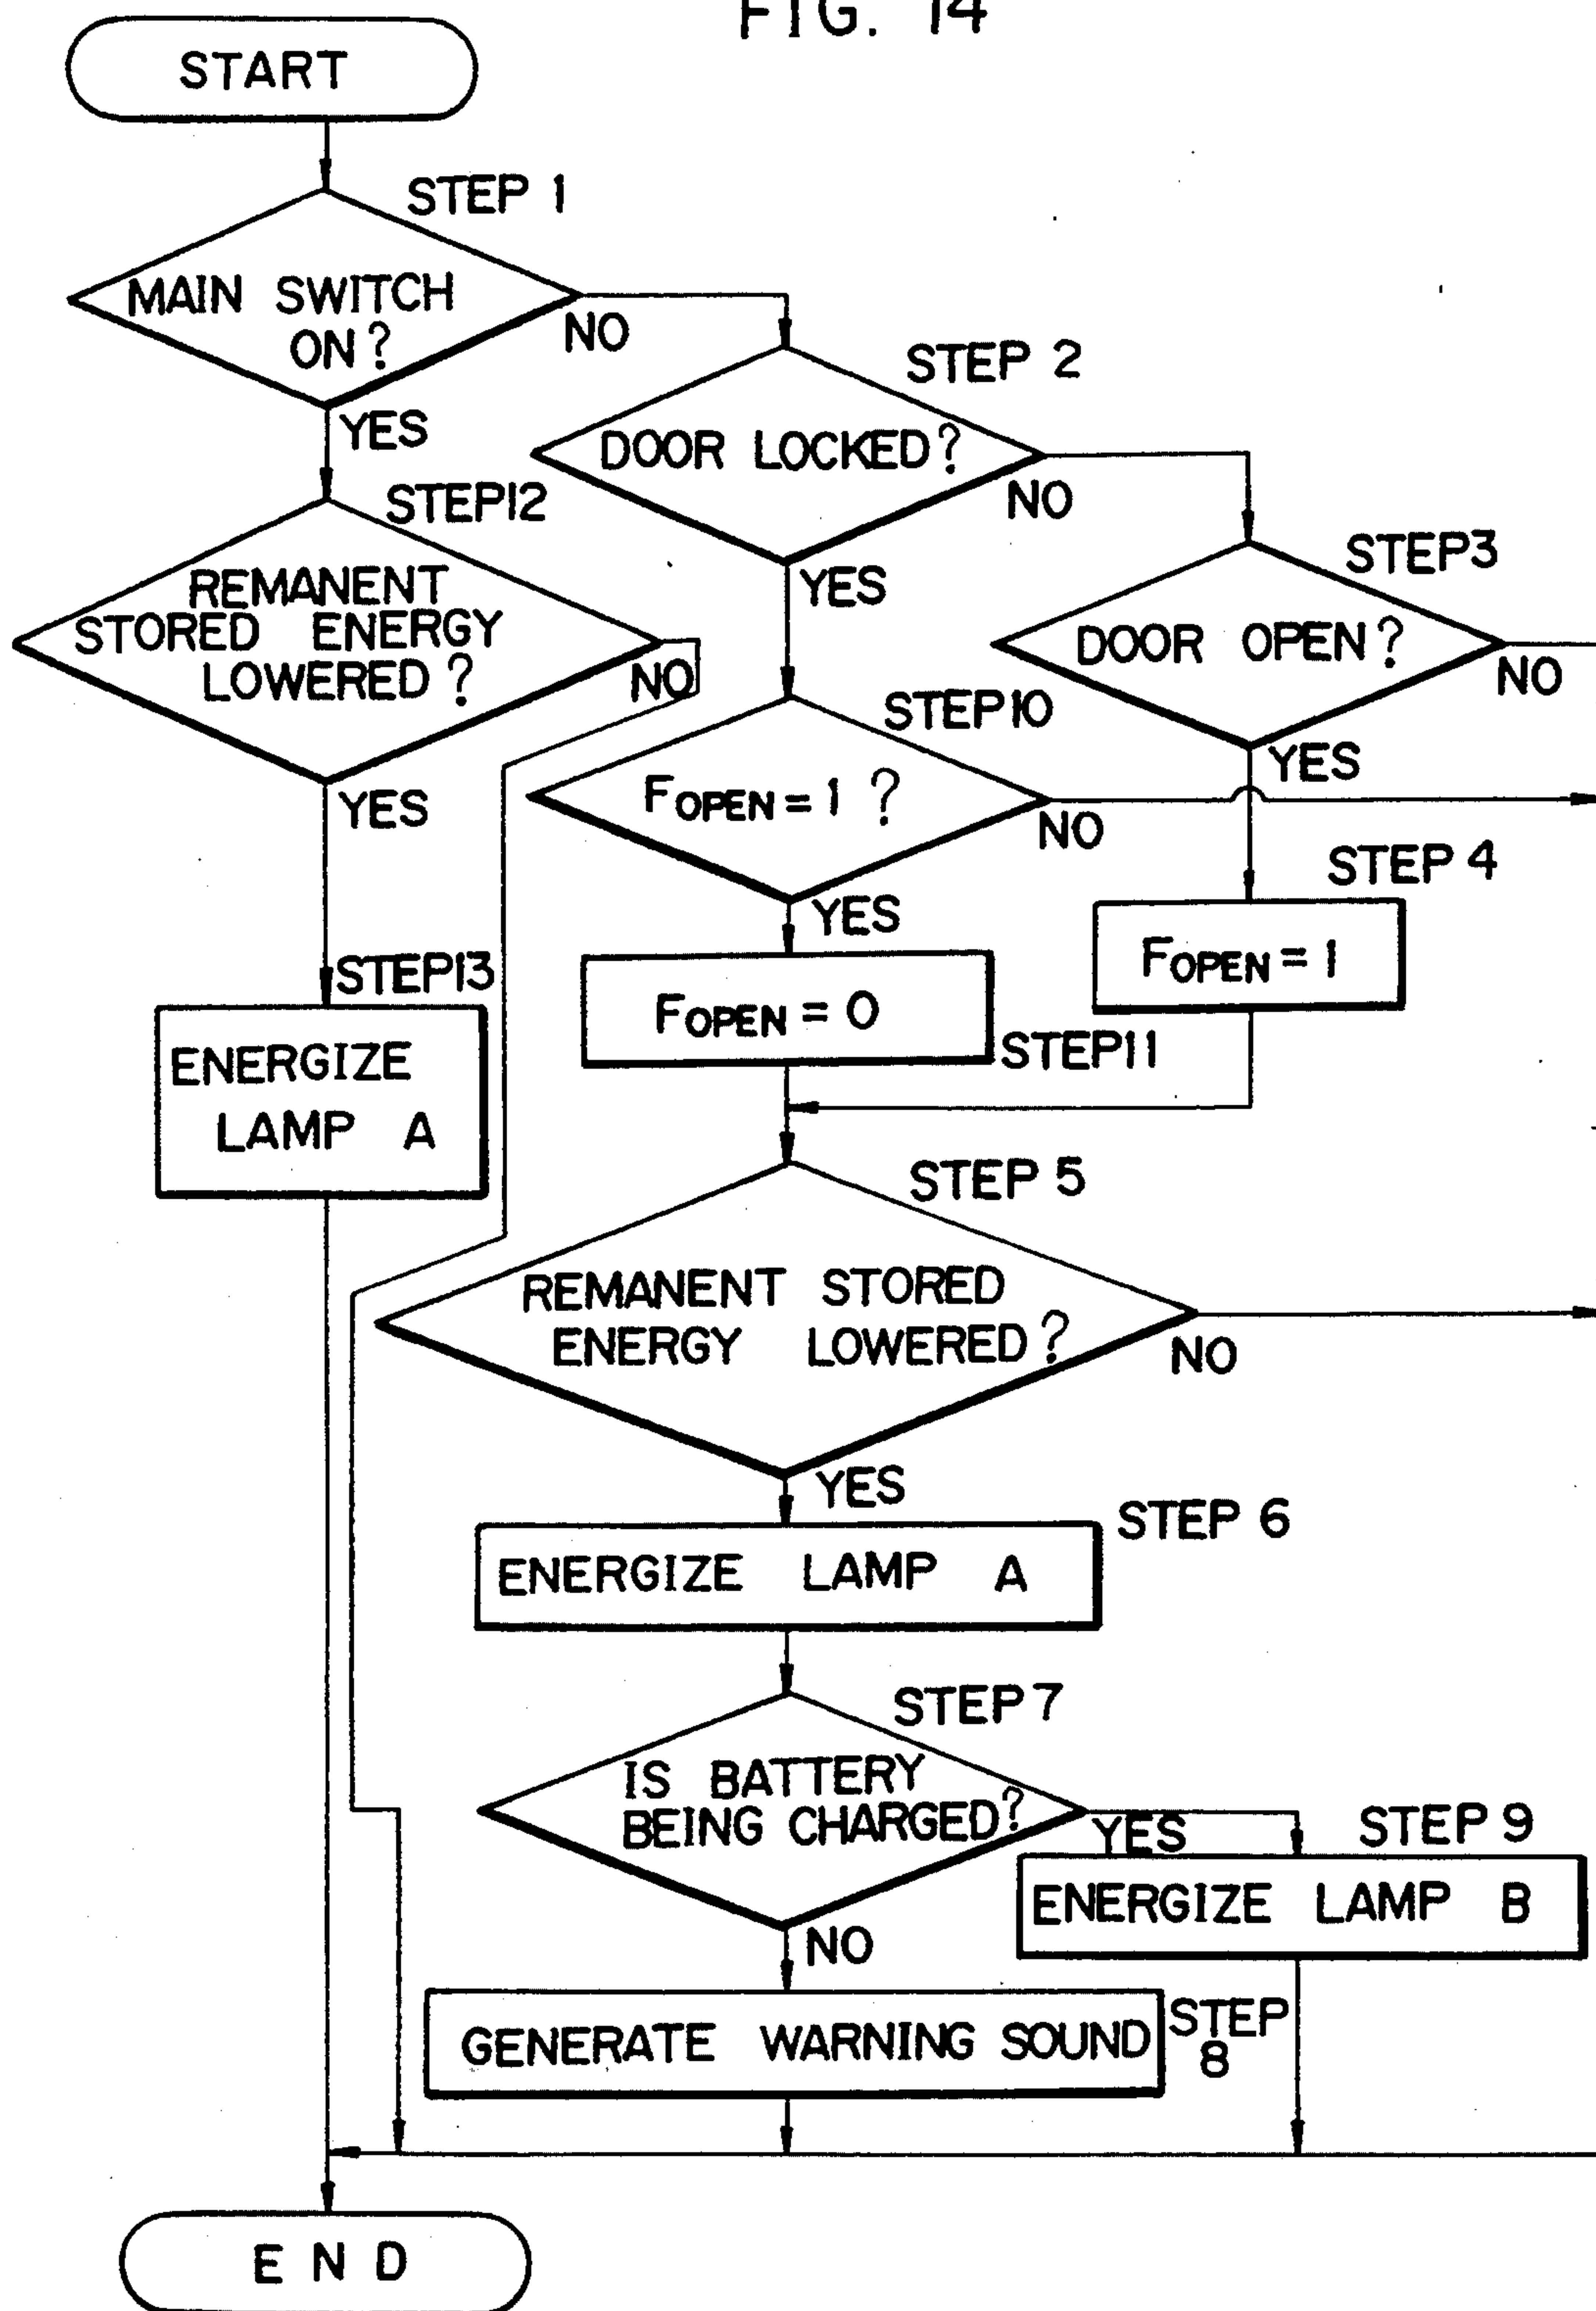 FIG. 14
START
STEP 1
MAIN SWITCH
ON?
NO
YES
STEP 2
DOOR LOCKED?
NO
YES
STEP12
REMANENT
STORED ENERGY
LOWERED?
NO
YES
STEP3
DOOR OPEN?
NO
YES
STEP10
FOPEN = 1 ?
NO
YES
STEP 4
FOPEN = 1
STEP13
ENERGIZE
LAMP A
FOPEN = 0
STEP11
STEP 5
REMANENT STORED
ENERGY LOWERED?
NO
YES
STEP 6
ENERGIZE LAMP A
STEP 7
IS BATTERY
BEING CHARGED?
YES
NO
STEP 9
ENERGIZE LAMP B
GENERATE WARNING SOUND
STEP
8
END